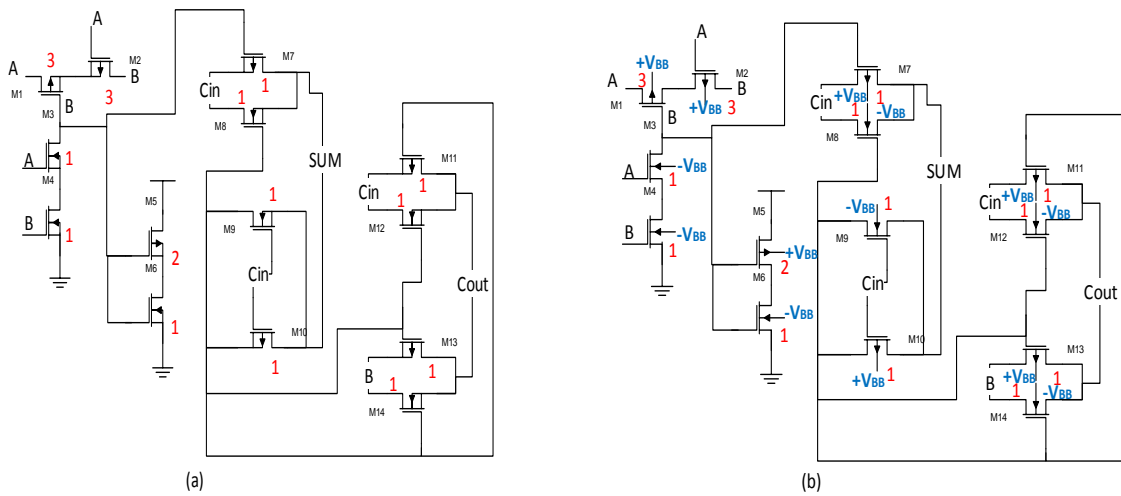 A
A
3
M2
B
M1
B
3
M3
A
1
M4
B
1
M5
M6
2
1
M7
Cin
1
1
M8
SUM
1
M9
Cin
M10
1
M11
Cin
1
1
M12
Cout
M13
B
1
1
M14
(a)
A
+VBB
A
3
M2
B
M1
B
+VBB
3
M3
A
-VBB
M4
1
B
-VBB
1
M5
+VBB
M6
2
-VBB
1
M7
Cin
+VBB
1
1
-VBB
M8
SUM
-VBB
1
M9
Cin
M10
+VBB
1
M11
Cin
+VBB
1
1
-VBB
M12
Cout
M13
B
+VBB
1
1
-VBB
M14
(b)